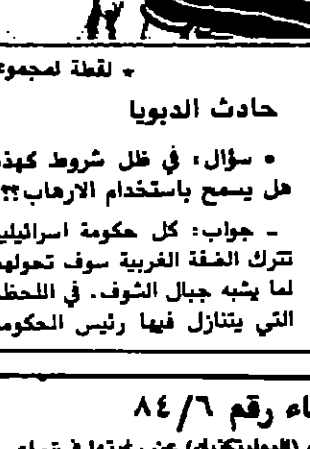 * لقطة لمجموع
حادث الدبويا
• سؤال: في ظل شروط كهذ
هل يسمح باستخدام الارهاب؟؟
- جواب: كل حكومة اسرائيلي
تترك الضفة الغربية سوف تحولهم
لما يشبه جبال الشوف. في اللحظ
التي يتنازل فيها رئيس الحكوم
اء رقم ٨٤/٦